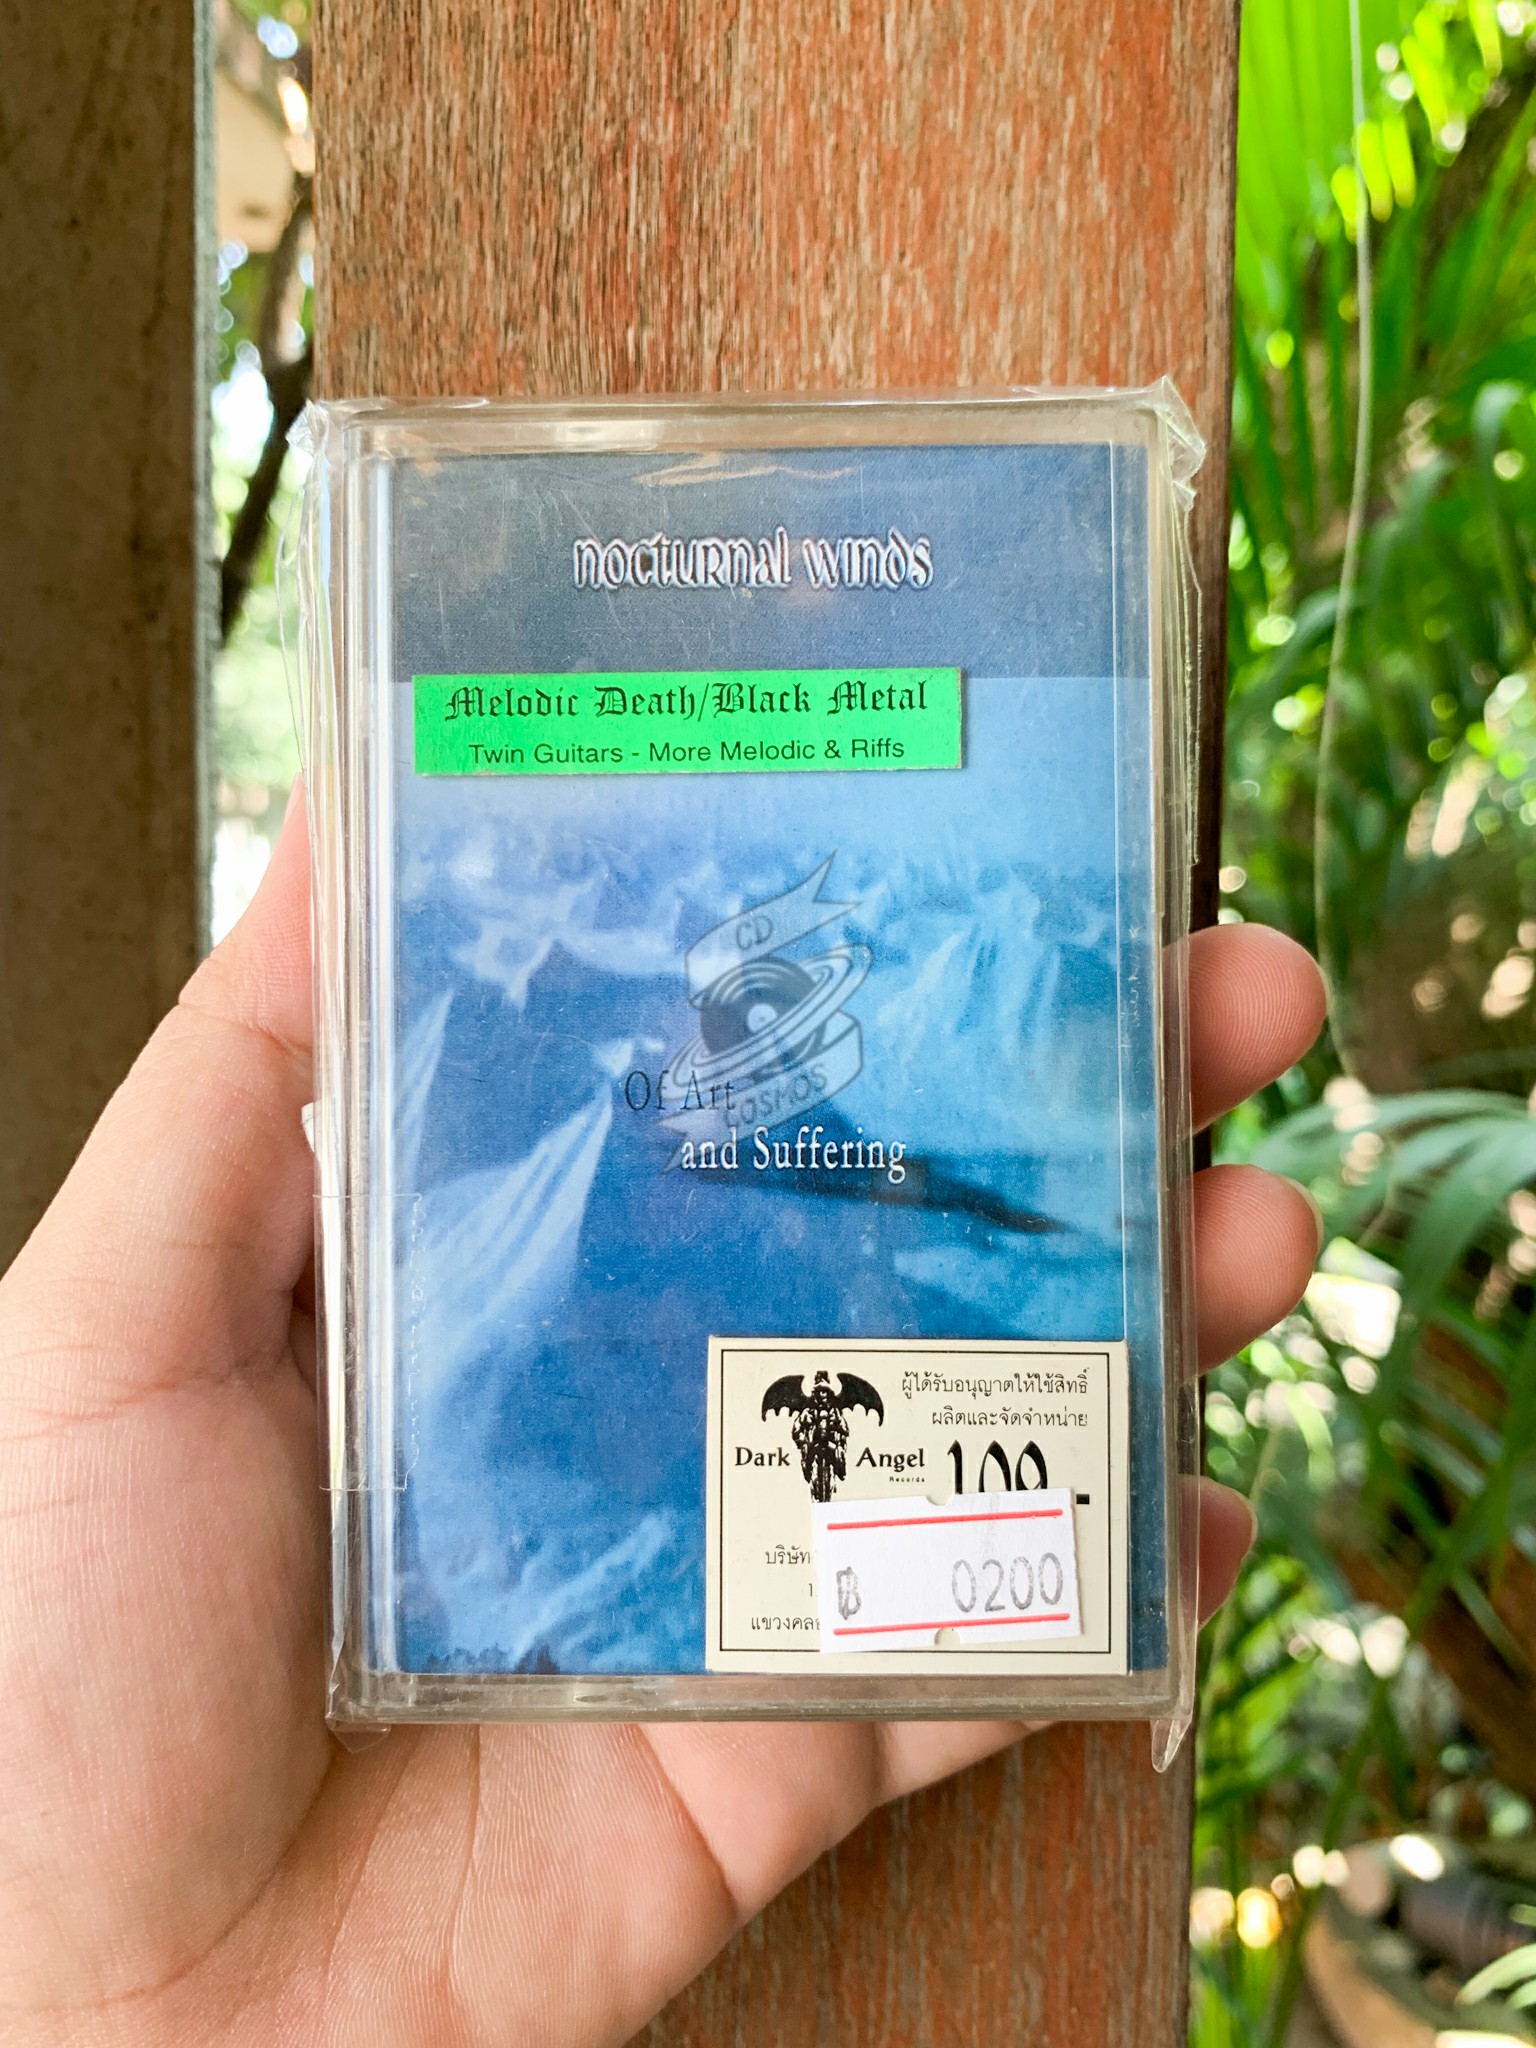 nocturnal winds
Melodic Death/Black Metal
Twin Guitars - More Melodic & Riffs
CD
COSMOS
Of Art
and Suffering
ผู้ได้รับอนุญาตให้ใช้สิทธิ์
ผลิตและจัดจำหน่าย
Dark Angel
Records
109.-
บริษัท
฿ 0200
1
แขวงคลอ